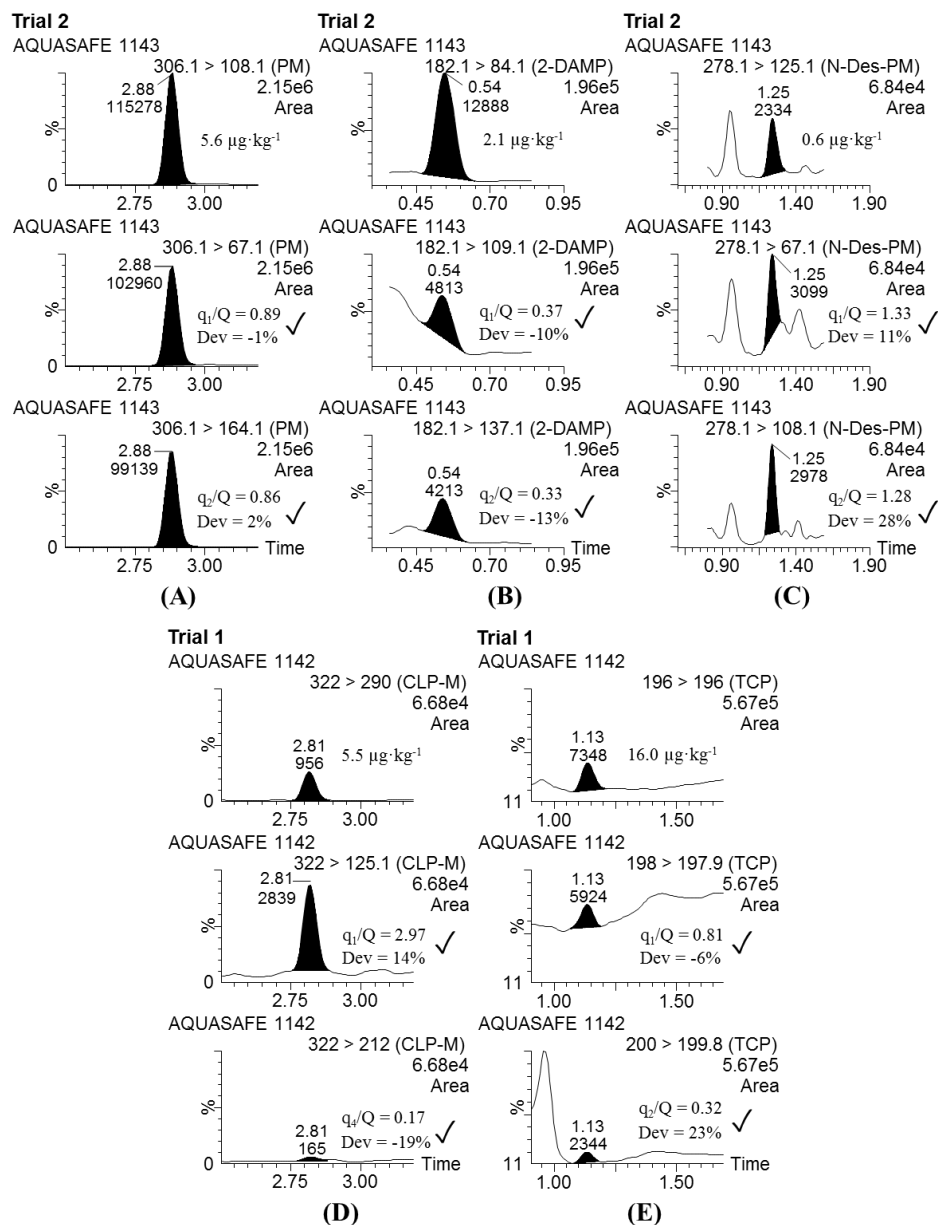 Trial 2
AQUASAFE 1143
306.1 > 108.1 (PM)
2.15e6
Area
2.88
115278
5.6 µg·kg⁻¹
%
0
2.75 3.00
AQUASAFE 1143
306.1 > 67.1 (PM)
2.15e6
Area
2.88
102960
q₁/Q = 0.89
Dev = -1% ✓
%
0
2.75 3.00
AQUASAFE 1143
306.1 > 164.1 (PM)
2.15e6
Area
2.88
99139
q₂/Q = 0.86
Dev = 2% ✓
%
0
Time
2.75 3.00
(A)
Trial 2
AQUASAFE 1143
182.1 > 84.1 (2-DAMP)
1.96e5
Area
0.54
12888
2.1 µg·kg⁻¹
%
0
0.45 0.70 0.95
AQUASAFE 1143
182.1 > 109.1 (2-DAMP)
1.96e5
Area
0.54
4813
q₁/Q = 0.37
Dev = -10% ✓
%
0
0.45 0.70 0.95
AQUASAFE 1143
182.1 > 137.1 (2-DAMP)
1.96e5
Area
0.54
4213
q₂/Q = 0.33
Dev = -13% ✓
%
0
Time
0.45 0.70 0.95
(B)
Trial 2
AQUASAFE 1143
278.1 > 125.1 (N-Des-PM)
6.84e4
Area
1.25
2334
0.6 µg·kg⁻¹
%
0.90 1.40 1.90
AQUASAFE 1143
278.1 > 67.1 (N-Des-PM)
6.84e4
Area
1.25
3099
q₁/Q = 1.33
Dev = 11% ✓
%
0.90 1.40 1.90
AQUASAFE 1143
278.1 > 108.1 (N-Des-PM)
6.84e4
Area
1.25
2978
q₂/Q = 1.28
Dev = 28% ✓
%
Time
0.90 1.40 1.90
(C)
Trial 1
AQUASAFE 1142
322 > 290 (CLP-M)
6.68e4
Area
2.81
956
5.5 µg·kg⁻¹
%
0
2.75 3.00
AQUASAFE 1142
322 > 125.1 (CLP-M)
6.68e4
Area
2.81
2839
q₁/Q = 2.97
Dev = 14% ✓
%
0
2.75 3.00
AQUASAFE 1142
322 > 212 (CLP-M)
6.68e4
Area
2.81
165
q₄/Q = 0.17
Dev = -19% ✓
%
0
Time
2.75 3.00
(D)
Trial 1
AQUASAFE 1142
196 > 196 (TCP)
5.67e5
Area
1.13
7348
16.0 µg·kg⁻¹
%
11
1.00 1.50
AQUASAFE 1142
198 > 197.9 (TCP)
5.67e5
Area
1.13
5924
q₁/Q = 0.81
Dev = -6% ✓
%
11
1.00 1.50
AQUASAFE 1142
200 > 199.8 (TCP)
5.67e5
Area
1.13
2344
q₂/Q = 0.32
Dev = 23% ✓
%
11
Time
1.00 1.50
(E)